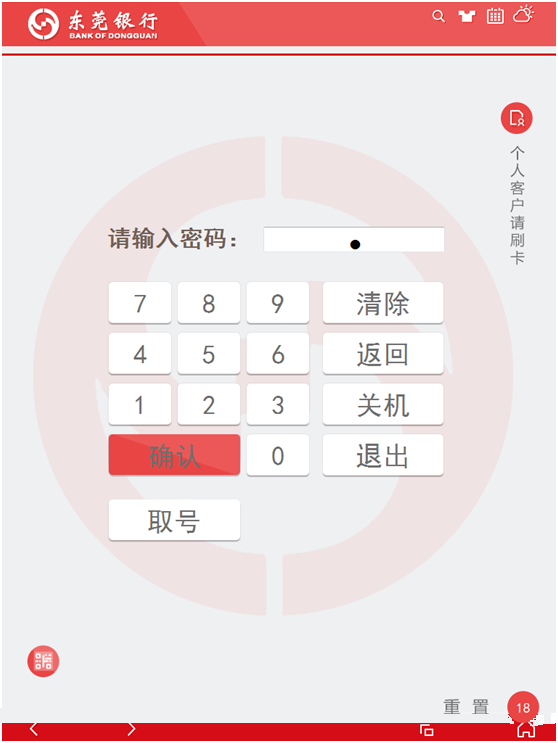 东莞银行
BANK OF DONGGUAN
个人客户请刷卡
请输入密码：
7 8 9 清除
4 5 6 返回
1 2 3 关机
确认 0 退出
取号
重置 18